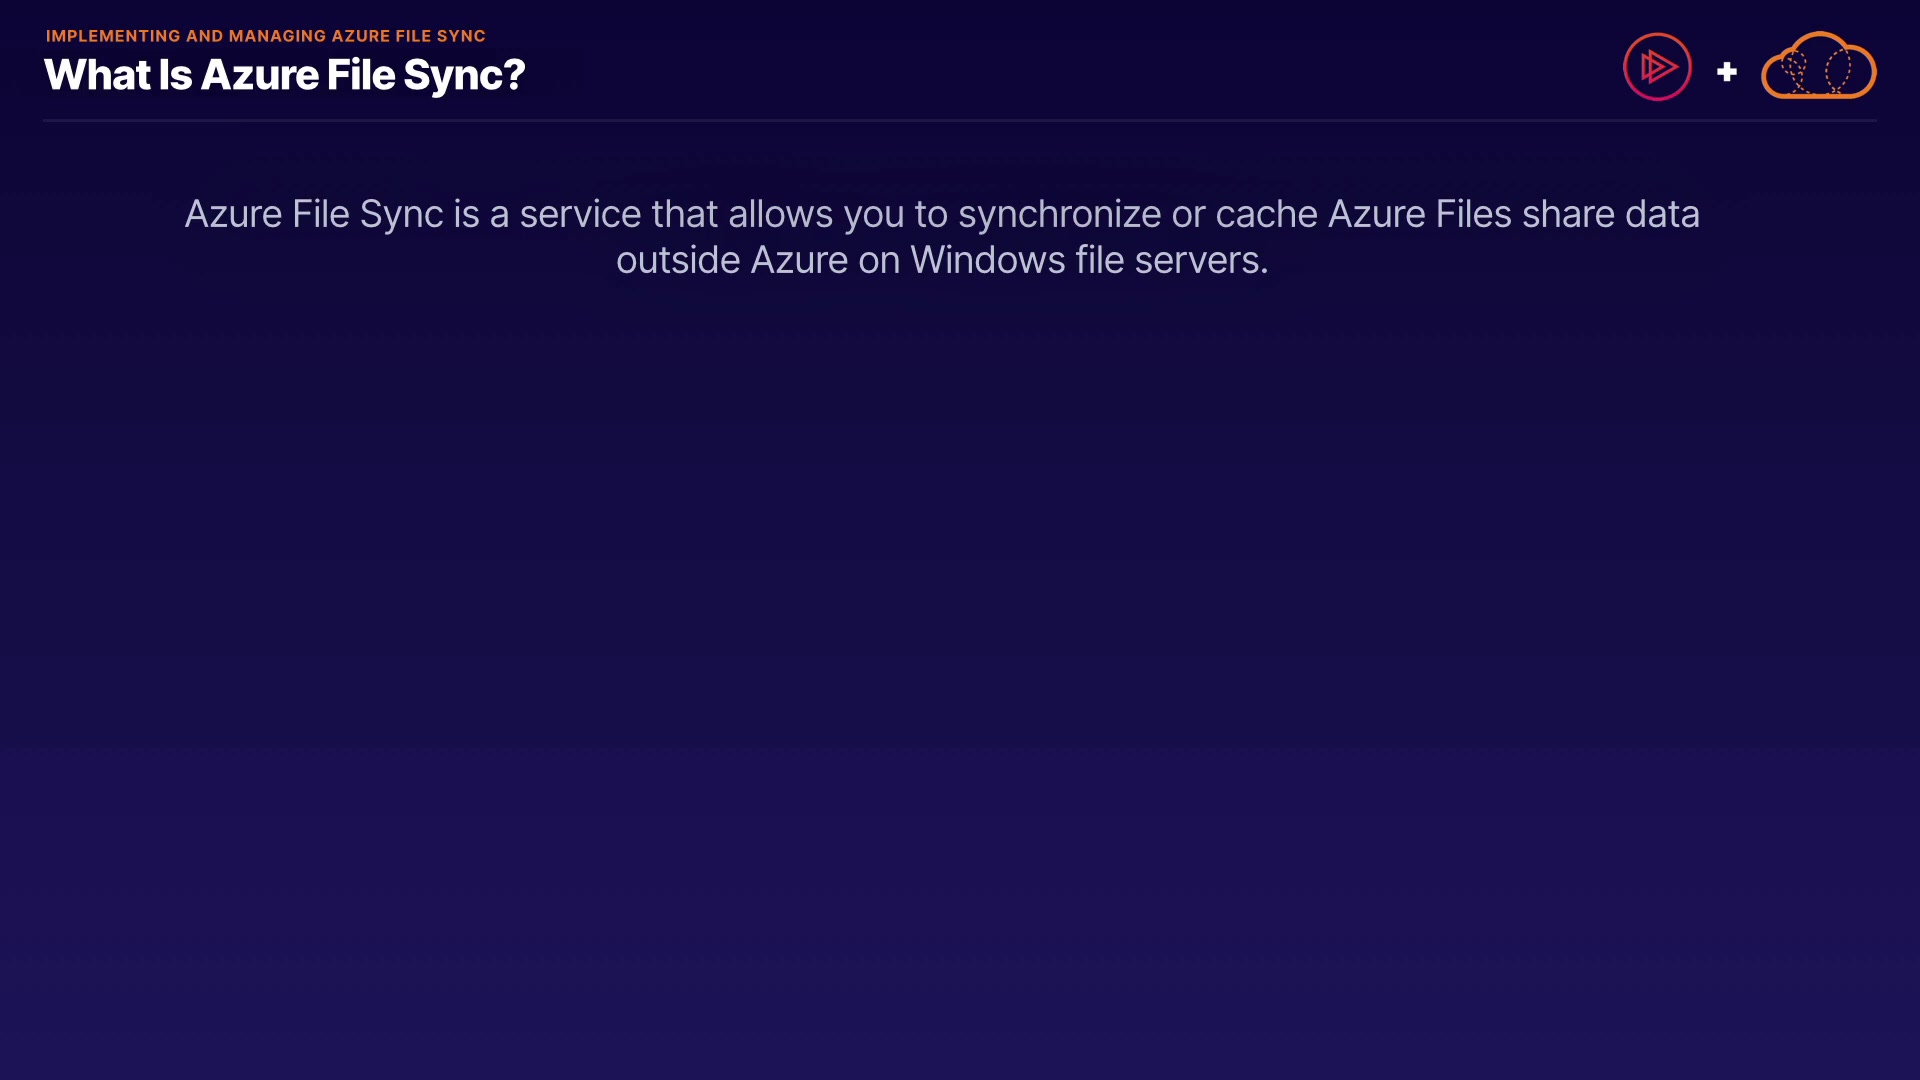 IMPLEMENTING AND MANAGING AZURE FILE SYNC
What Is Azure File Sync?
+
Azure File Sync is a service that allows you to synchronize or cache Azure Files share data
outside Azure on Windows file servers.